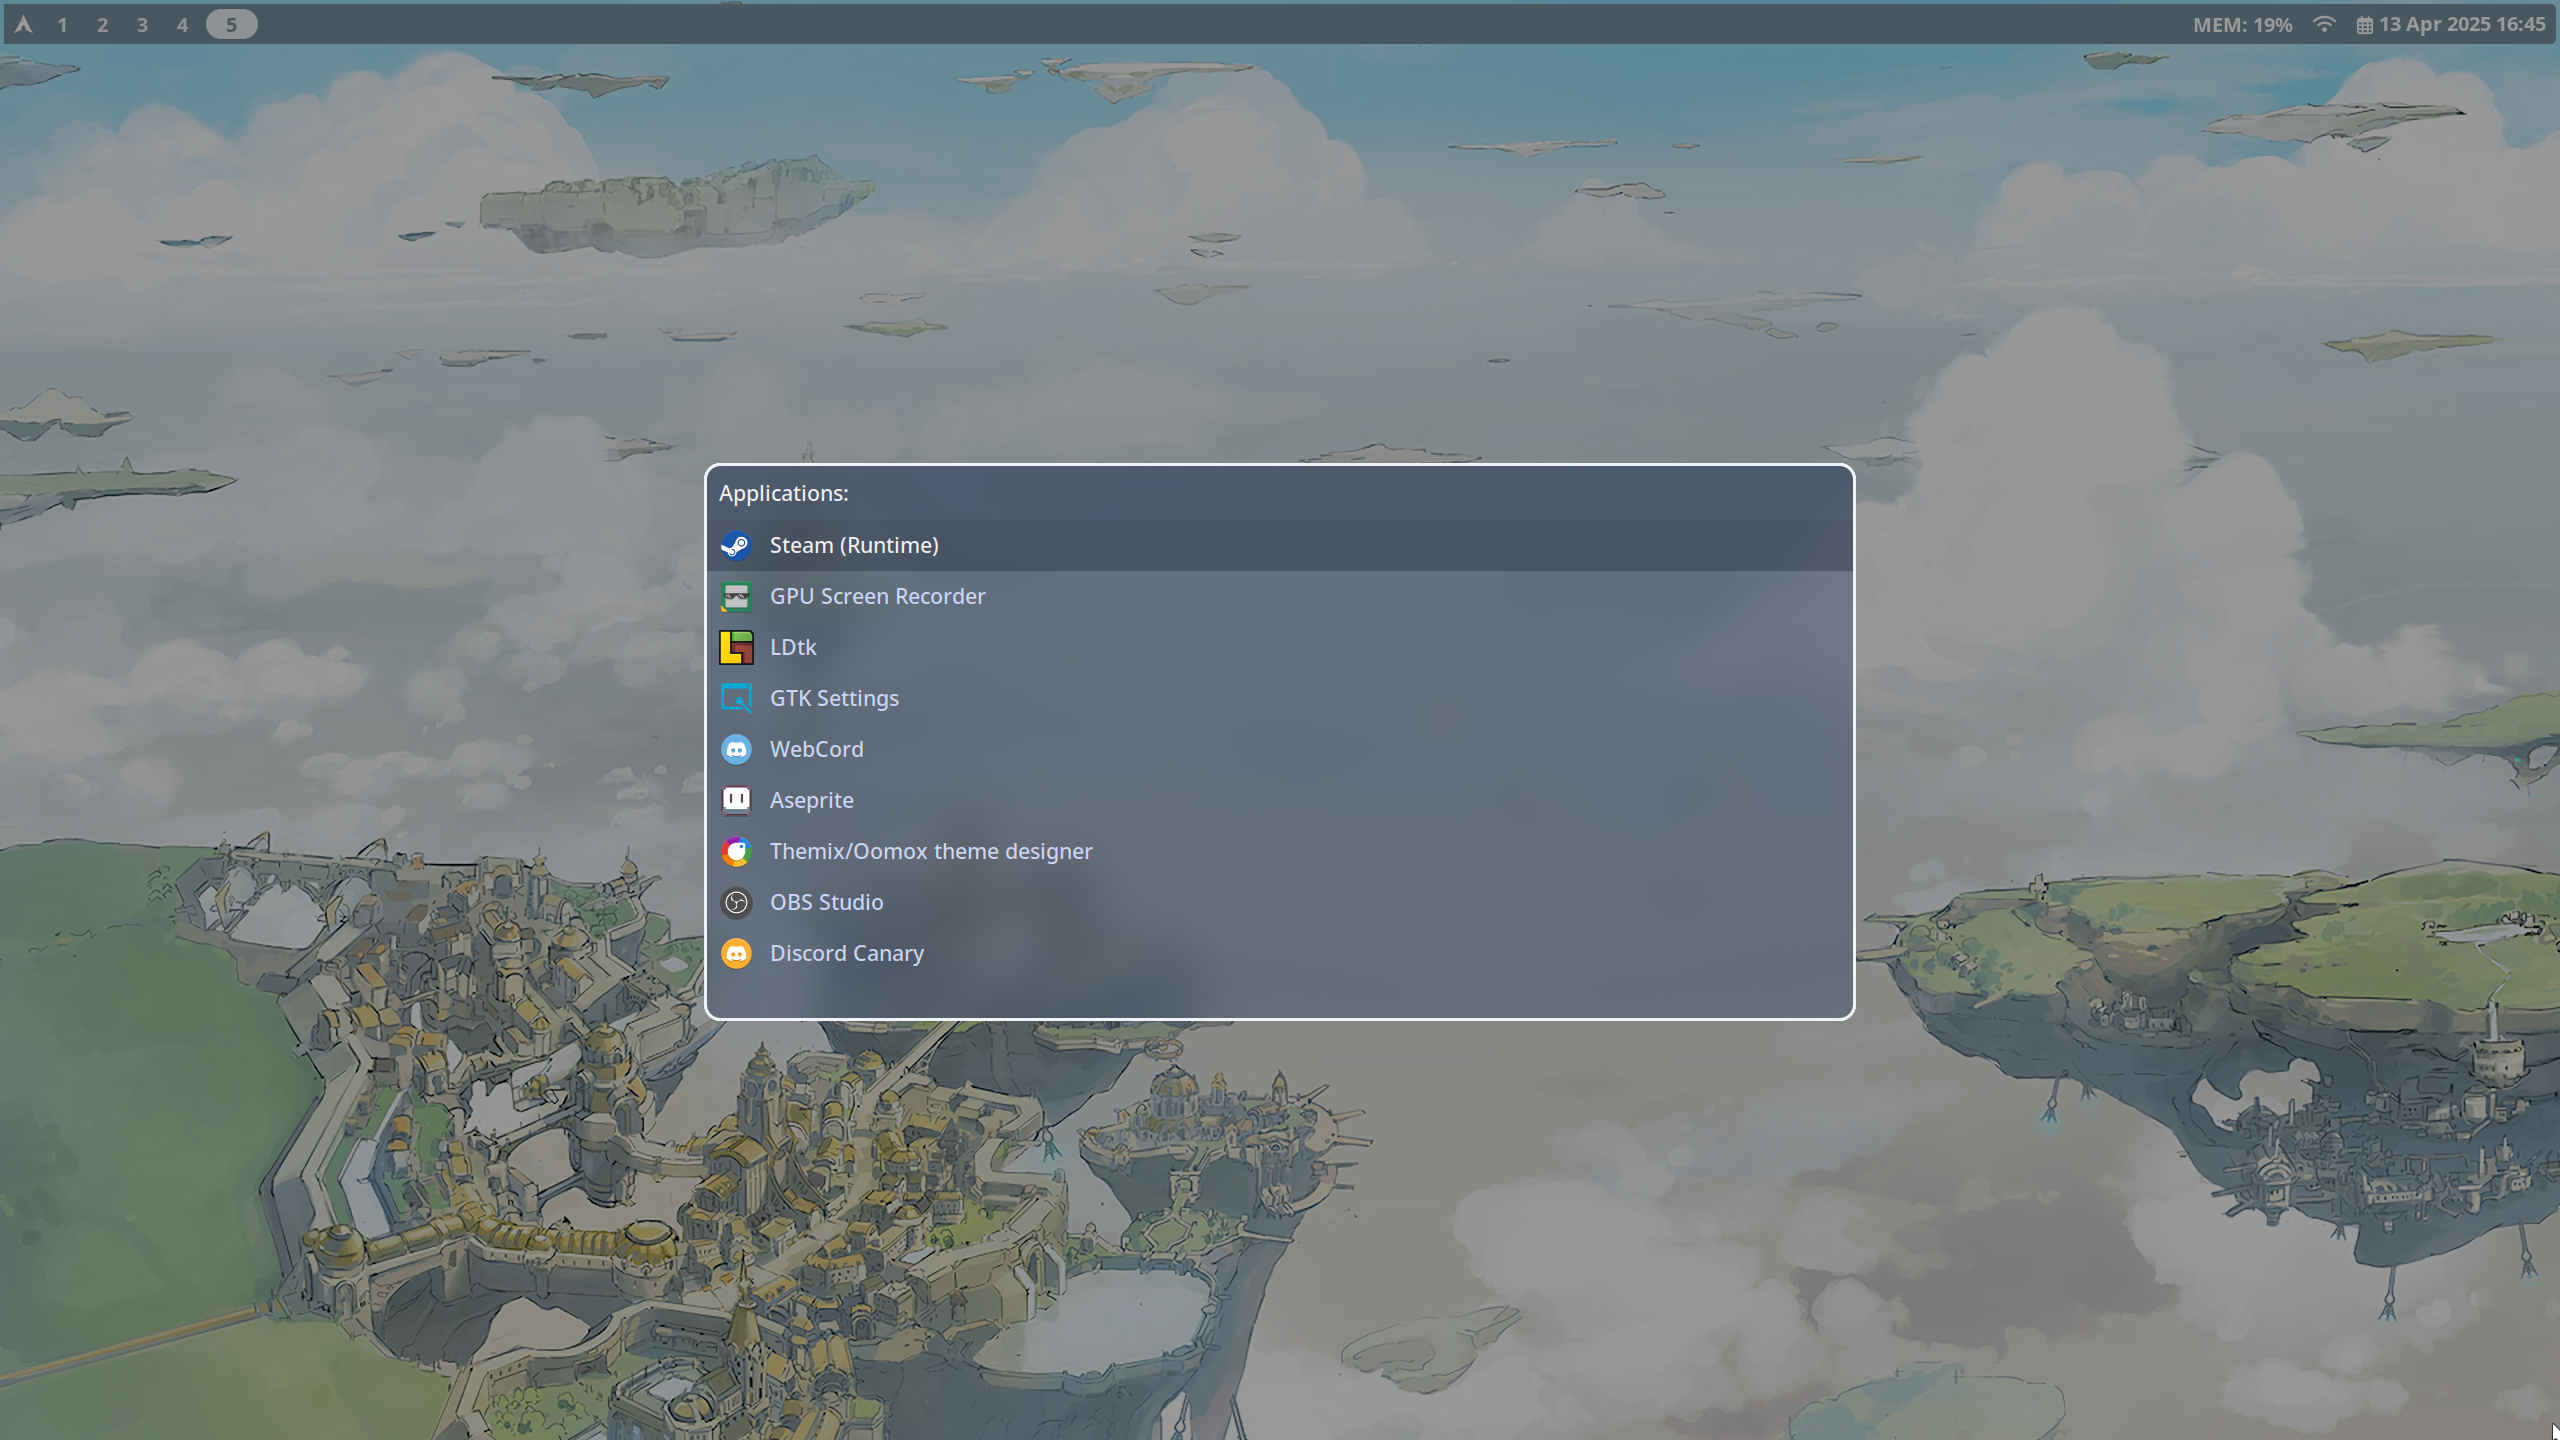 1 2 3 4 5 MEM: 19% 13 Apr 2025 16:45
Applications:
Steam (Runtime)
GPU Screen Recorder
LDtk
GTK Settings
WebCord
Aseprite
Themix/Oomox theme designer
OBS Studio
Discord Canary